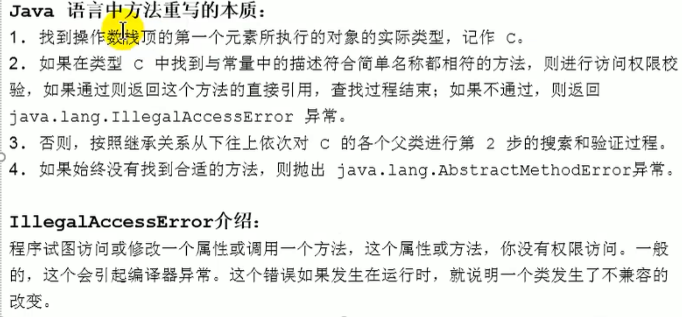 Java 语言中方法重写的本质：
1. 找到操作数栈顶的第一个元素所执行的对象的实际类型，记作 C。
2. 如果在类型 C 中找到与常量中的描述符合简单名称都相符的方法，则进行访问权限校
验，如果通过则返回这个方法的直接引用，查找过程结束；如果不通过，则返回
java.lang.IllegalAccessError 异常。
3. 否则，按照继承关系从下往上依次对 C 的各个父类进行第 2 步的搜索和验证过程。
4. 如果始终没有找到合适的方法，则抛出 java.lang.AbstractMethodError异常。
IllegalAccessError介绍：
程序试图访问或修改一个属性或调用一个方法，这个属性或方法，你没有权限访问。一般
的，这个会引起编译器异常。这个错误如果发生在运行时，就说明一个类发生了不兼容的
改变。